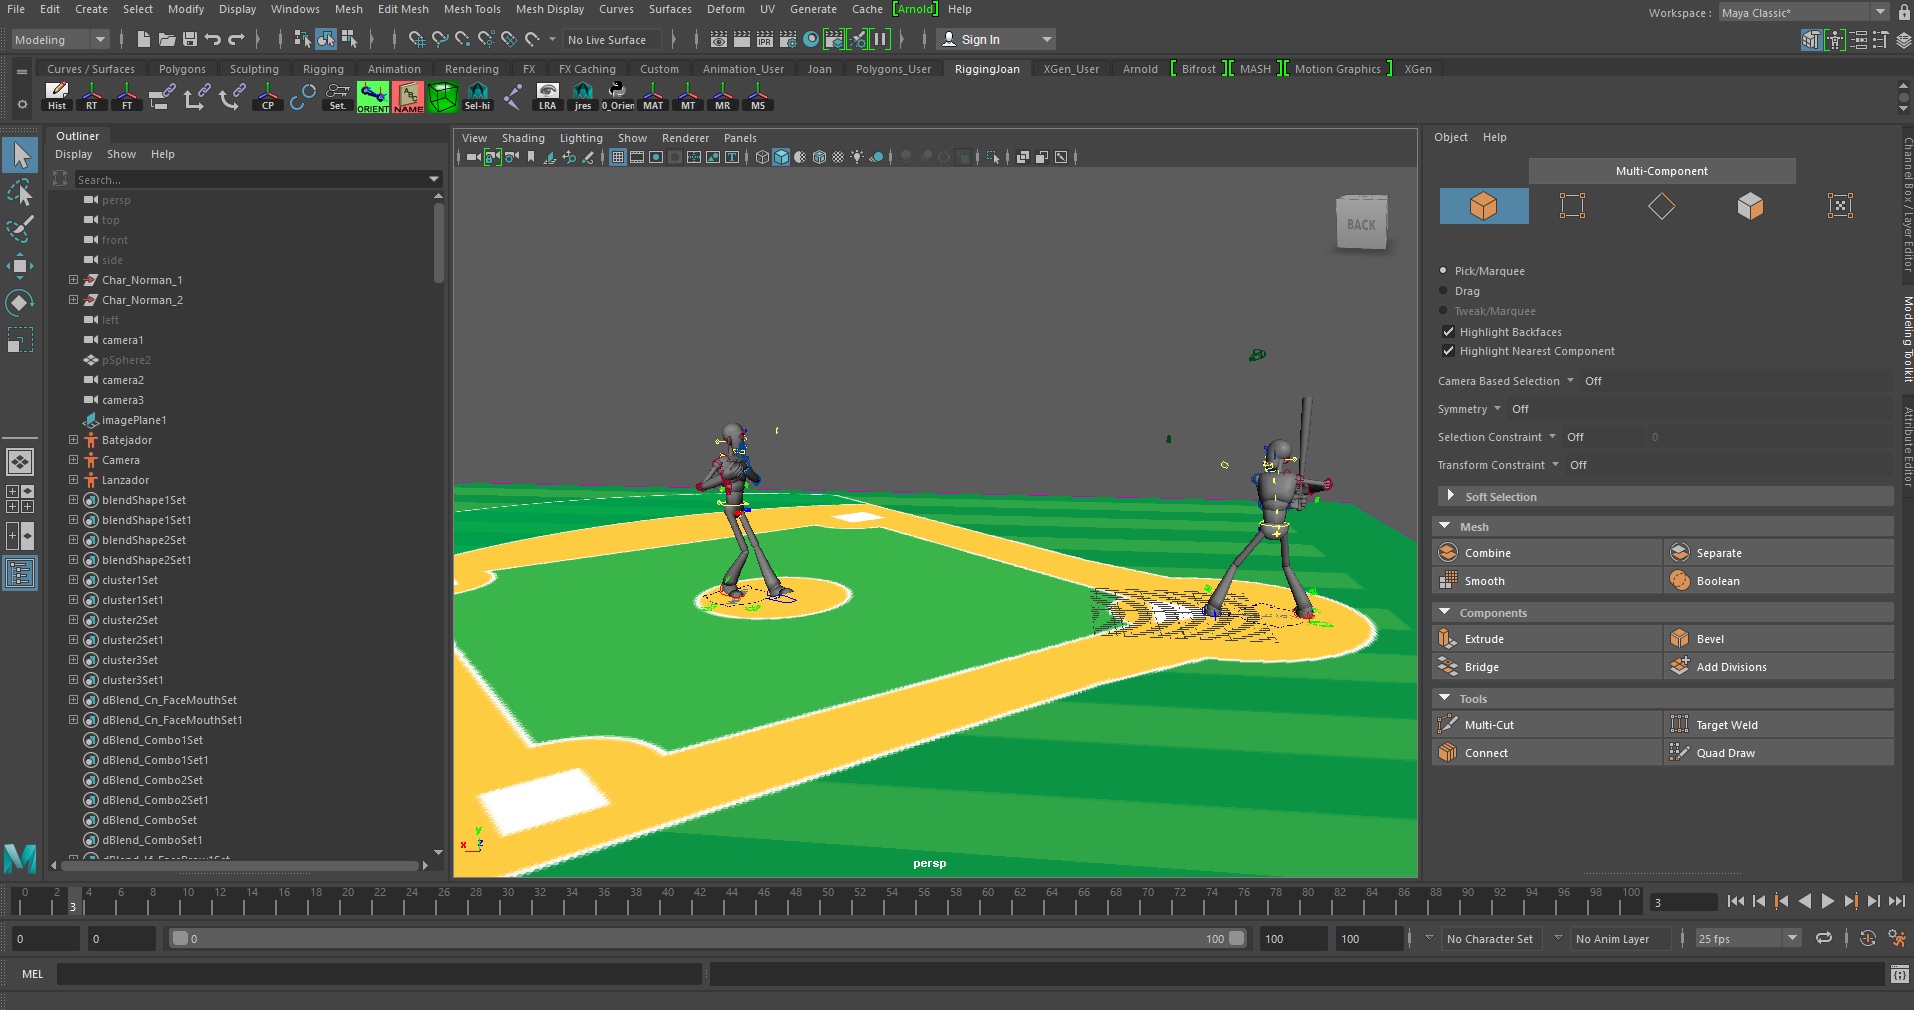 File Edit Create Select Modify Display Windows Mesh Edit Mesh Mesh Tools Mesh Display Curves Surfaces Deform UV Generate Cache [Arnold] Help
Workspace : Maya Classic*
Modeling
No Live Surface
Sign In
Curves / Surfaces Polygons Sculpting Rigging Animation Rendering FX FX Caching Custom Animation_User Joan Polygons_User RiggingJoan XGen_User Arnold [ Bifrost ] [ MASH ] [ Motion Graphics ] XGen
Hist RT FT CP Set. ORIENT NAME Sel-hi LRA jres 0_Orien MAT MT MR MS
Outliner
Display Show Help
Search...
persp
top
front
side
Char_Norman_1
Char_Norman_2
left
camera1
pSphere2
camera2
camera3
imagePlane1
Batejador
Camera
Lanzador
blendShape1Set
blendShape1Set1
blendShape2Set
blendShape2Set1
cluster1Set
cluster1Set1
cluster2Set
cluster2Set1
cluster3Set
cluster3Set1
dBlend_Cn_FaceMouthSet
dBlend_Cn_FaceMouthSet1
dBlend_Combo1Set
dBlend_Combo1Set1
dBlend_Combo2Set
dBlend_Combo2Set1
dBlend_ComboSet
dBlend_ComboSet1
View Shading Lighting Show Renderer Panels
BACK
y
x z
persp
Object Help
Multi-Component
Pick/Marquee
Drag
Tweak/Marquee
Highlight Backfaces
Highlight Nearest Component
Camera Based Selection Off
Symmetry Off
Selection Constraint Off 0
Transform Constraint Off
Soft Selection
Mesh
Combine Separate
Smooth Boolean
Components
Extrude Bevel
Bridge Add Divisions
Tools
Multi-Cut Target Weld
Connect Quad Draw
Channel Box / Layer Editor
Modeling Toolkit
Attribute Editor
0 2 4 6 8 10 12 14 16 18 20 22 24 26 28 30 32 34 36 38 40 42 44 46 48 50 52 54 56 58 60 62 64 66 68 70 72 74 76 78 80 82 84 86 88 90 92 94 96 98 100
3
3
0 0 0 100 100 100 No Character Set No Anim Layer 25 fps
MEL